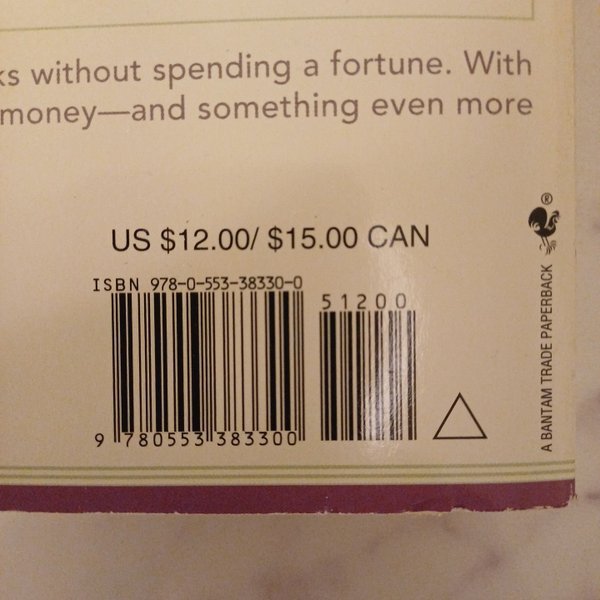 ks without spending a fortune. With
money—and something even more
US $12.00/ $15.00 CAN
ISBN 978-0-553-38330-0
51200
9 780553 383300
A BANTAM TRADE PAPERBACK ®